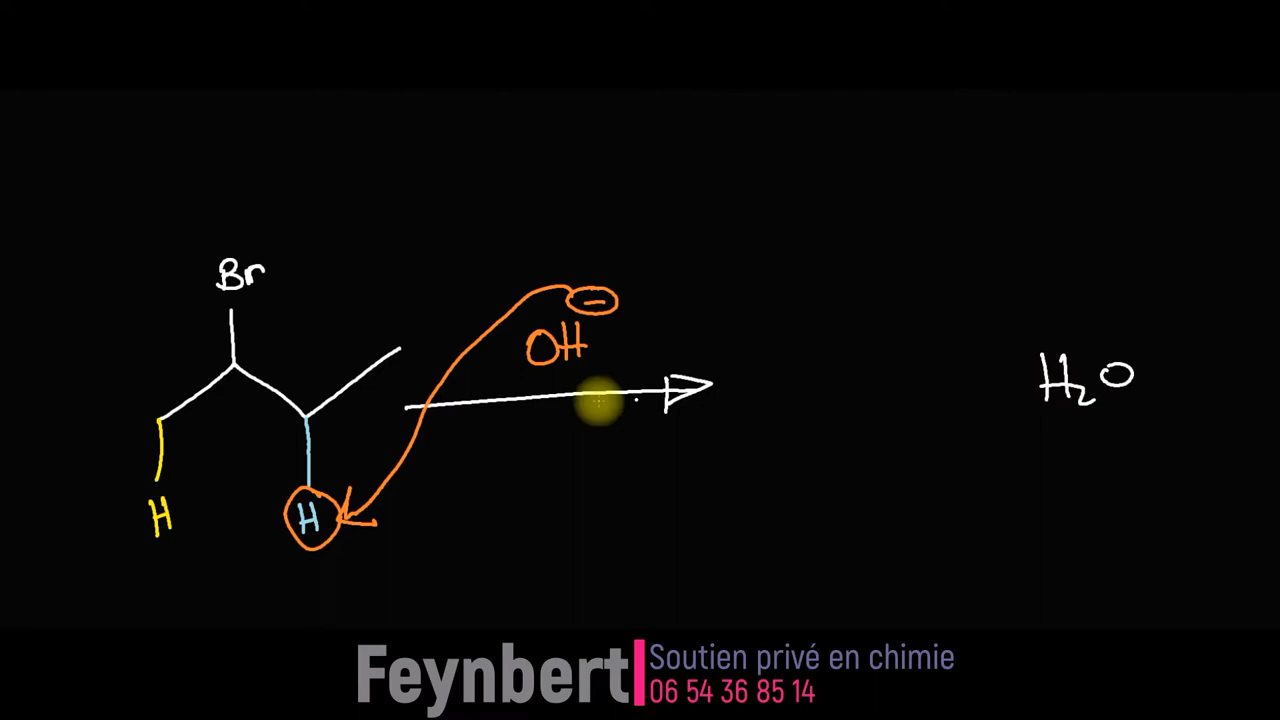 Br
−
OH
H₂O
H
H
Feynbert
Soutien privé en chimie
06 54 36 85 14